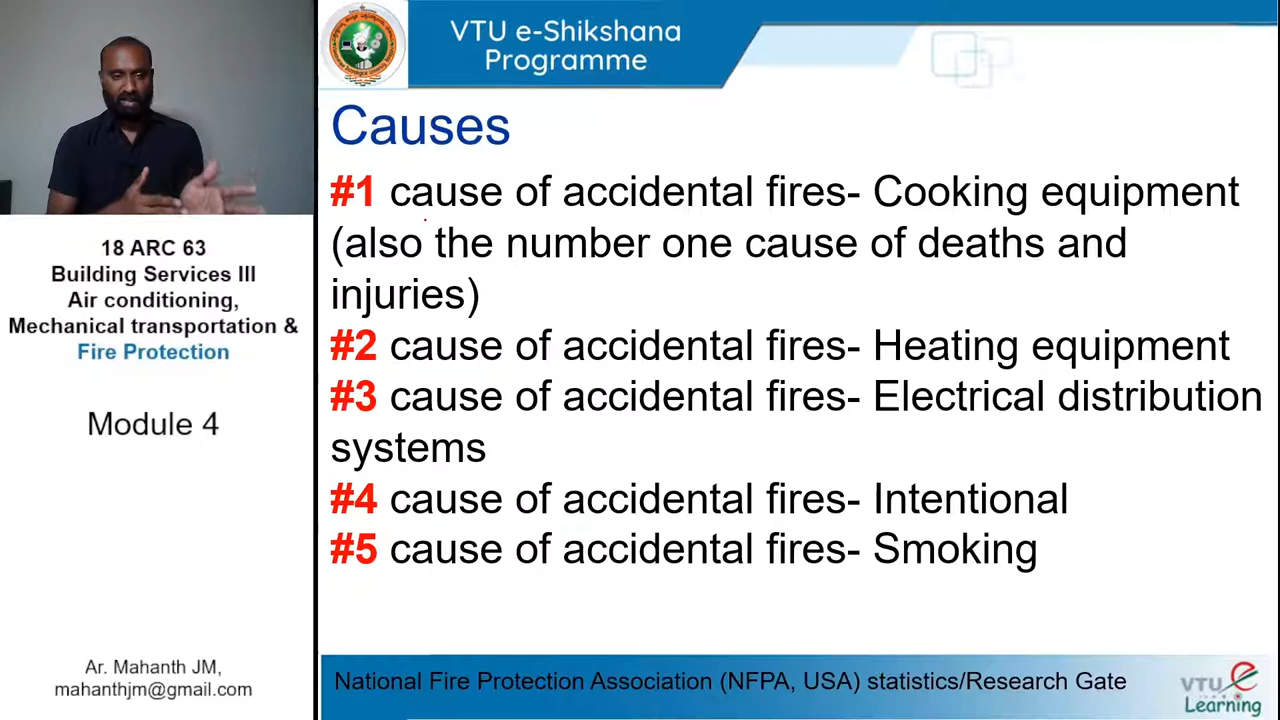 VTU e-Shikshana
Programme
18 ARC 63
Building Services III
Air conditioning,
Mechanical transportation &
Fire Protection
Module 4
Ar. Mahanth JM,
mahanthjm@gmail.com
Causes
#1 cause of accidental fires- Cooking equipment
(also the number one cause of deaths and
injuries)
#2 cause of accidental fires- Heating equipment
#3 cause of accidental fires- Electrical distribution
systems
#4 cause of accidental fires- Intentional
#5 cause of accidental fires- Smoking
National Fire Protection Association (NFPA, USA) statistics/Research Gate
VTU e
Learning